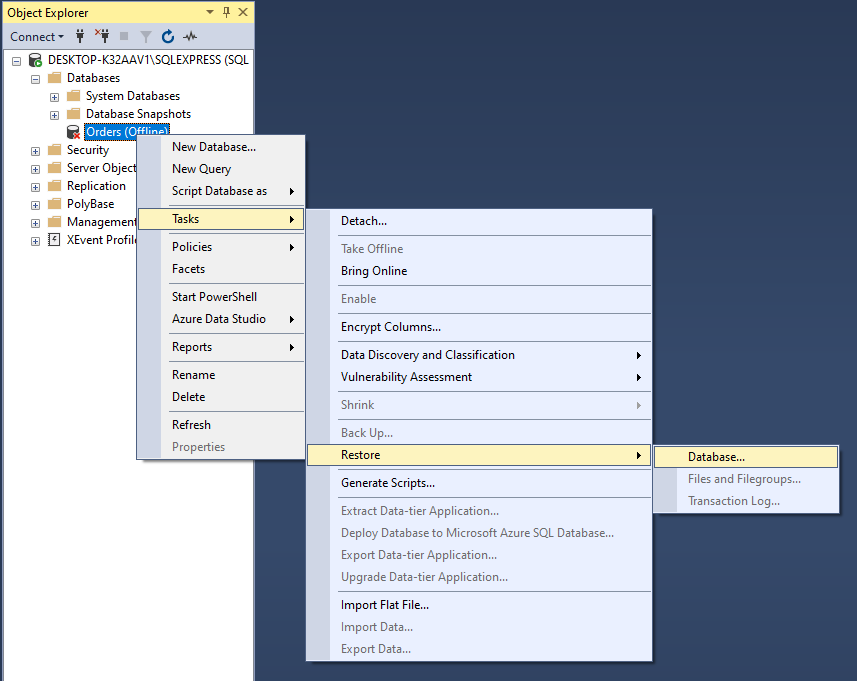 Object Explorer
Connect
DESKTOP-K32AAV1\SQLEXPRESS (SQL
Databases
System Databases
Database Snapshots
Orders (Offline)
Security
Server Object
Replication
PolyBase
Management
XEvent Profile
New Database...
New Query
Script Database as
Tasks
Policies
Facets
Start PowerShell
Azure Data Studio
Reports
Rename
Delete
Refresh
Properties
Detach...
Take Offline
Bring Online
Enable
Encrypt Columns...
Data Discovery and Classification
Vulnerability Assessment
Shrink
Back Up...
Restore
Generate Scripts...
Extract Data-tier Application...
Deploy Database to Microsoft Azure SQL Database...
Export Data-tier Application...
Upgrade Data-tier Application...
Import Flat File...
Import Data...
Export Data...
Database...
Files and Filegroups...
Transaction Log...